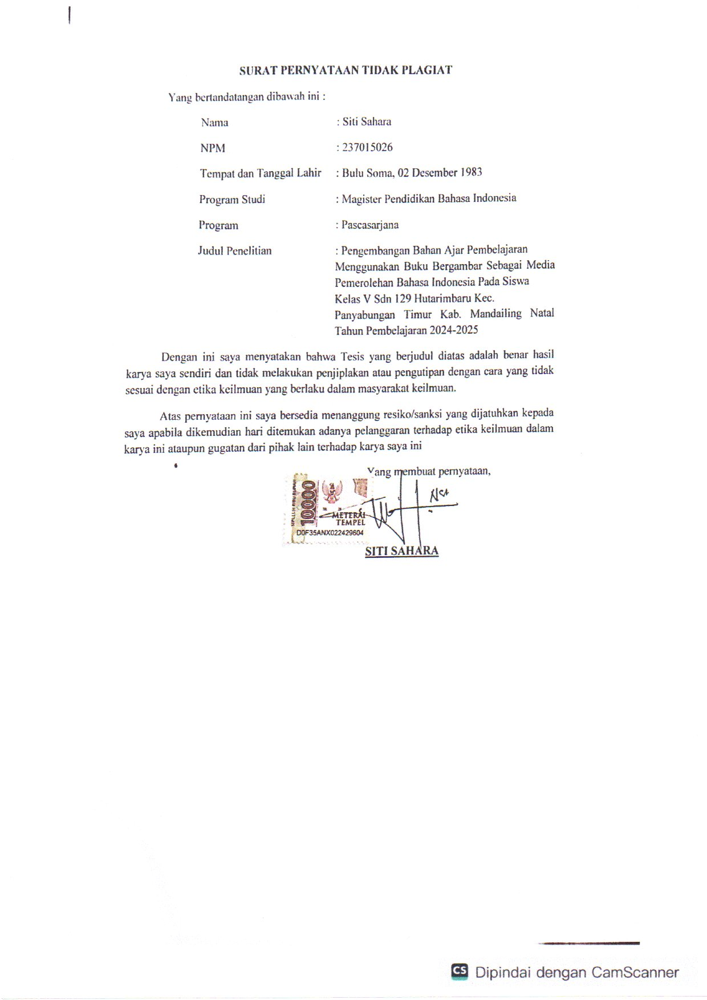 SURAT PERNYATAAN TIDAK PLAGIAT
Yang bertandatangan dibawah ini :
Nama : Siti Sahara
NPM : 237015026
Tempat dan Tanggal Lahir : Bulu Soma, 02 Desember 1983
Program Studi : Magister Pendidikan Bahasa Indonesia
Program : Pascasarjana
Judul Penelitian : Pengembangan Bahan Ajar Pembelajaran
Menggunakan Buku Bergambar Sebagai Media
Pemerolehan Bahasa Indonesia Pada Siswa
Kelas V Sdn 129 Hutarimbaru Kec.
Panyabungan Timur Kab. Mandailing Natal
Tahun Pembelajaran 2024-2025
Dengan ini saya menyatakan bahwa Tesis yang berjudul diatas adalah benar hasil
karya saya sendiri dan tidak melakukan penjiplakan atau pengutipan dengan cara yang tidak
sesuai dengan etika keilmuan yang berlaku dalam masyarakat keilmuan.
Atas pernyataan ini saya bersedia menanggung resiko/sanksi yang dijatuhkan kepada
saya apabila dikemudian hari ditemukan adanya pelanggaran terhadap etika keilmuan dalam
karya ini ataupun gugatan dari pihak lain terhadap karya saya ini
Yang membuat pernyataan,
SEPULUH RIBU RUPIAH
10000
METERAI
TEMPEL
D0F35ANX022429604
SITI SAHARA
CS Dipindai dengan CamScanner